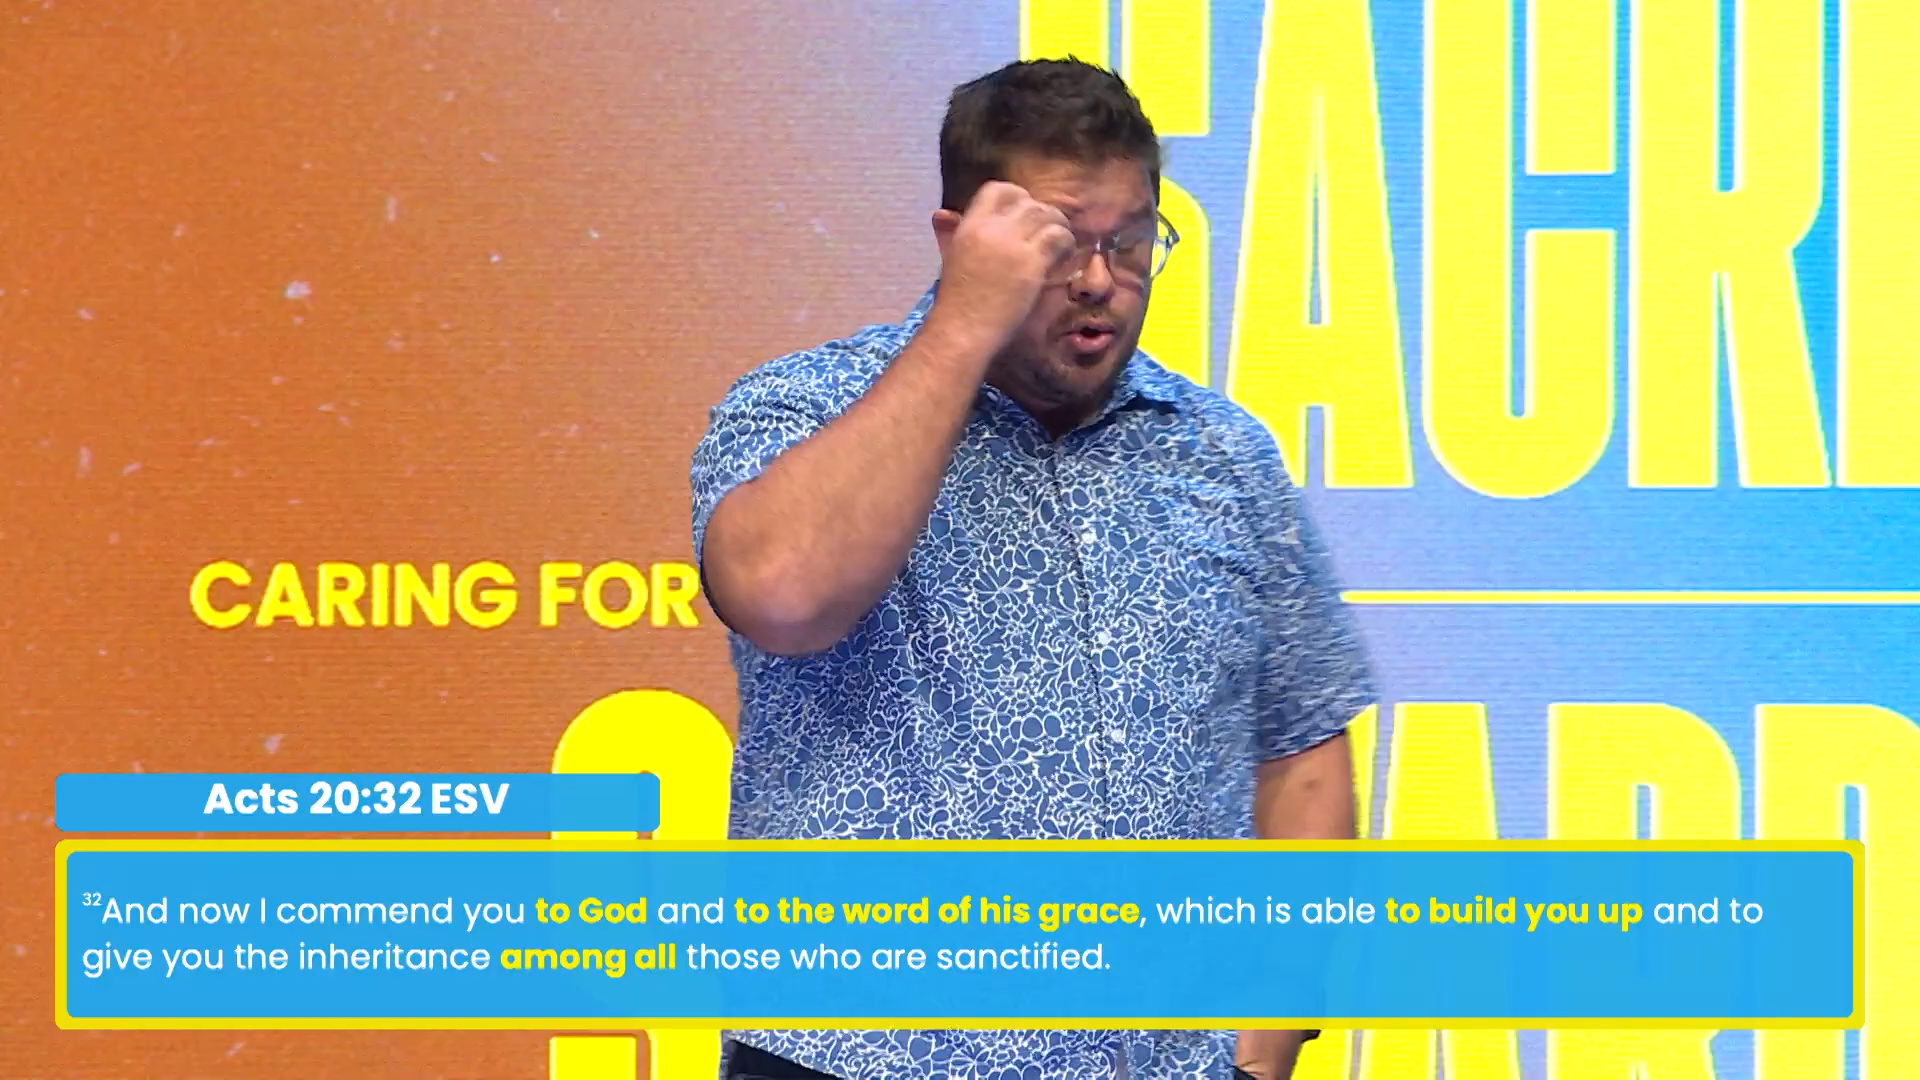 CARING FOR
Acts 20:32 ESV
32And now I commend you to God and to the word of his grace, which is able to build you up and to
give you the inheritance among all those who are sanctified.